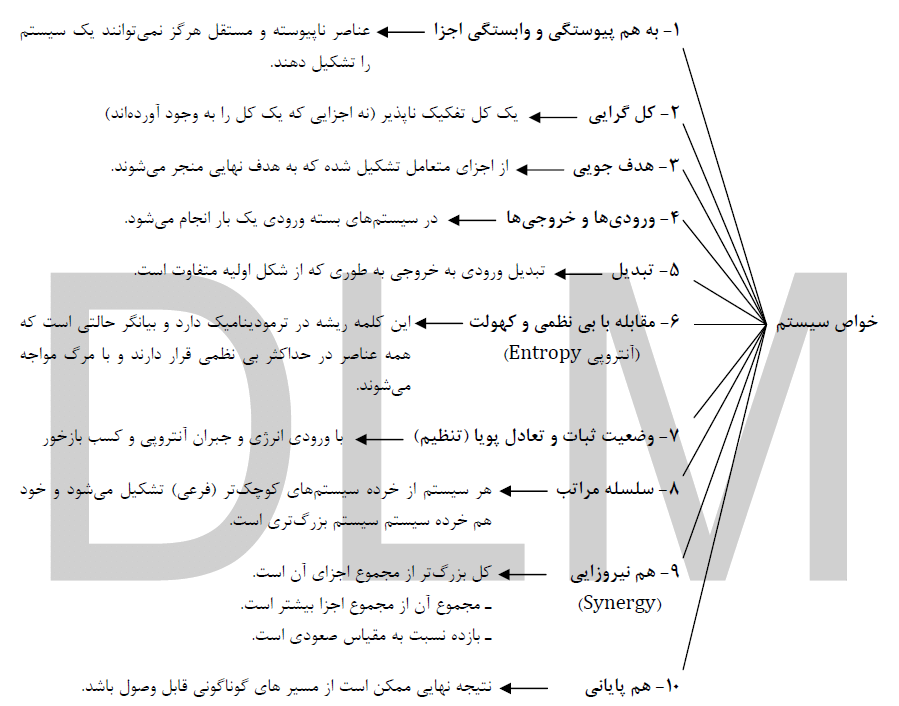 خواص سیستم
۱- به هم پیوستگی و وابستگی اجزا
عناصر ناپیوسته و مستقل هرگز نمی‌توانند یک سیستم
را تشکیل دهند.
۲- کل گرایی
یک کل تفکیک ناپذیر (نه اجزایی که یک کل را به وجود آورده‌اند)
۳- هدف جویی
از اجزای متعامل تشکیل شده که به هدف نهایی منجر می‌شوند.
۴- ورودی‌ها و خروجی‌ها
در سیستم‌های بسته ورودی یک بار انجام می‌شود.
۵- تبدیل
تبدیل ورودی به خروجی به طوری که از شکل اولیه متفاوت است.
۶- مقابله با بی نظمی و کهولت
(آنتروپی Entropy)
این کلمه ریشه در ترمودینامیک دارد و بیانگر حالتی است که
همه عناصر در حداکثر بی نظمی قرار دارند و با مرگ مواجه
می‌شوند.
۷- وضعیت ثبات و تعادل پویا (تنظیم)
با ورودی انرژی و جبران آنتروپی و کسب بازخور
۸- سلسله مراتب
هر سیستم از خرده سیستم‌های کوچک‌تر (فرعی) تشکیل می‌شود و خود
هم خرده سیستم سیستم بزرگ‌تری است.
۹- هم نیروزایی
(Synergy)
کل بزرگ‌تر از مجموع اجزای آن است.
ـ مجموع آن از مجموع اجزا بیشتر است.
ـ بازده نسبت به مقیاس صعودی است.
۱۰- هم پایانی
نتیجه نهایی ممکن است از مسیر های گوناگونی قابل وصول باشد.
DLM